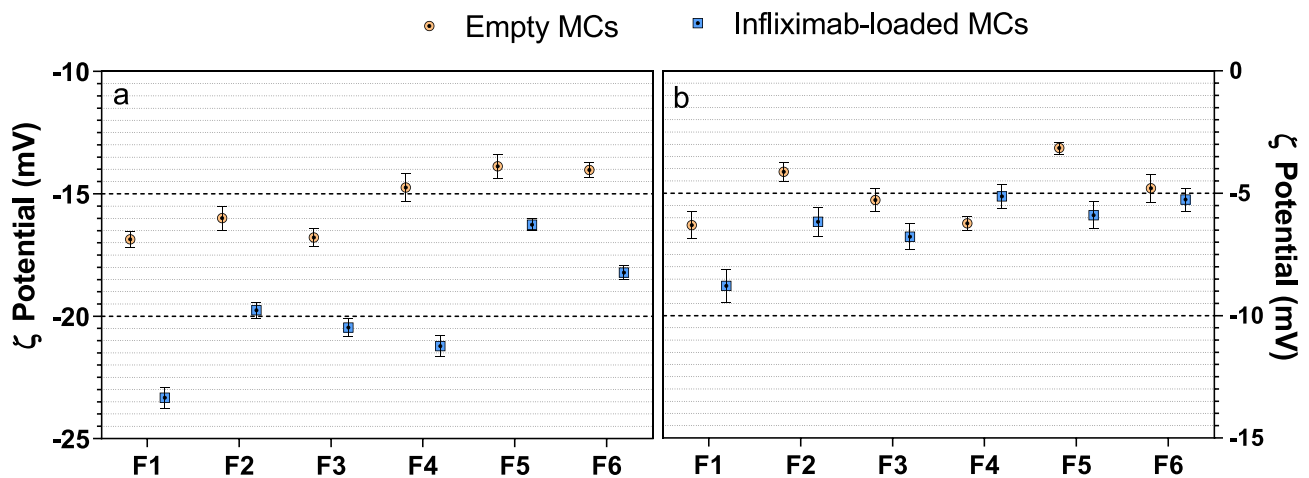 Empty MCs
Infliximab-loaded MCs
a
b
ζ Potential (mV)
-10
-15
-20
-25
F1 F2 F3 F4 F5 F6
F1 F2 F3 F4 F5 F6
0
-5
-10
-15
ζ Potential (mV)